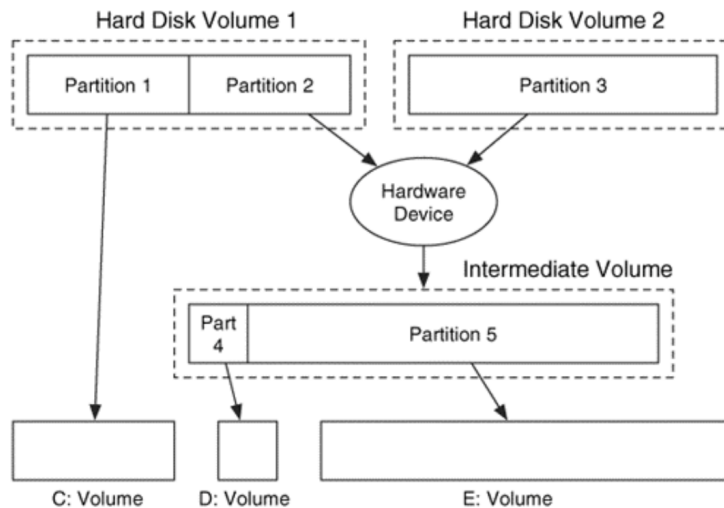 Hard Disk Volume 1
Hard Disk Volume 2
Partition 1
Partition 2
Partition 3
Hardware
Device
Intermediate Volume
Part
4
Partition 5
C: Volume
D: Volume
E: Volume